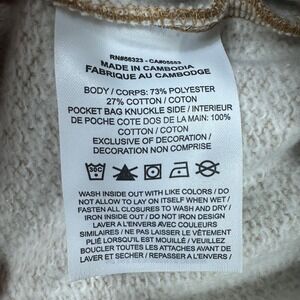 RN#56323 - CA#05553
MADE IN CAMBODIA
FABRIQUE AU CAMBODGE
BODY / CORPS: 73% POLYESTER
27% COTTON / COTON
POCKET BAG KNUCKLE SIDE / INTERIEUR
DE POCHE COTE DOS DE LA MAIN: 100%
COTTON / COTON
EXCLUSIVE OF DECORATION /
DECORATION NON COMPRISE
30C
WASH INSIDE OUT WITH LIKE COLORS / DO
NOT ALLOW TO LAY ON ITSELF WHEN WET /
FASTEN ALL CLOSURES TO WASH AND DRY /
IRON INSIDE OUT / DO NOT IRON DESIGN
LAVER A L'ENVERS AVEC COULEURS
SIMILAIRES / NE PAS LAISSER LE VÊTEMENT
PLIÉ LORSQU'IL EST MOUILLÉ / VEUILLEZ
BOUCLER TOUTES LES ATTACHES AVANT DE
LAVER ET SECHER / REPASSER A L'ENVERS /